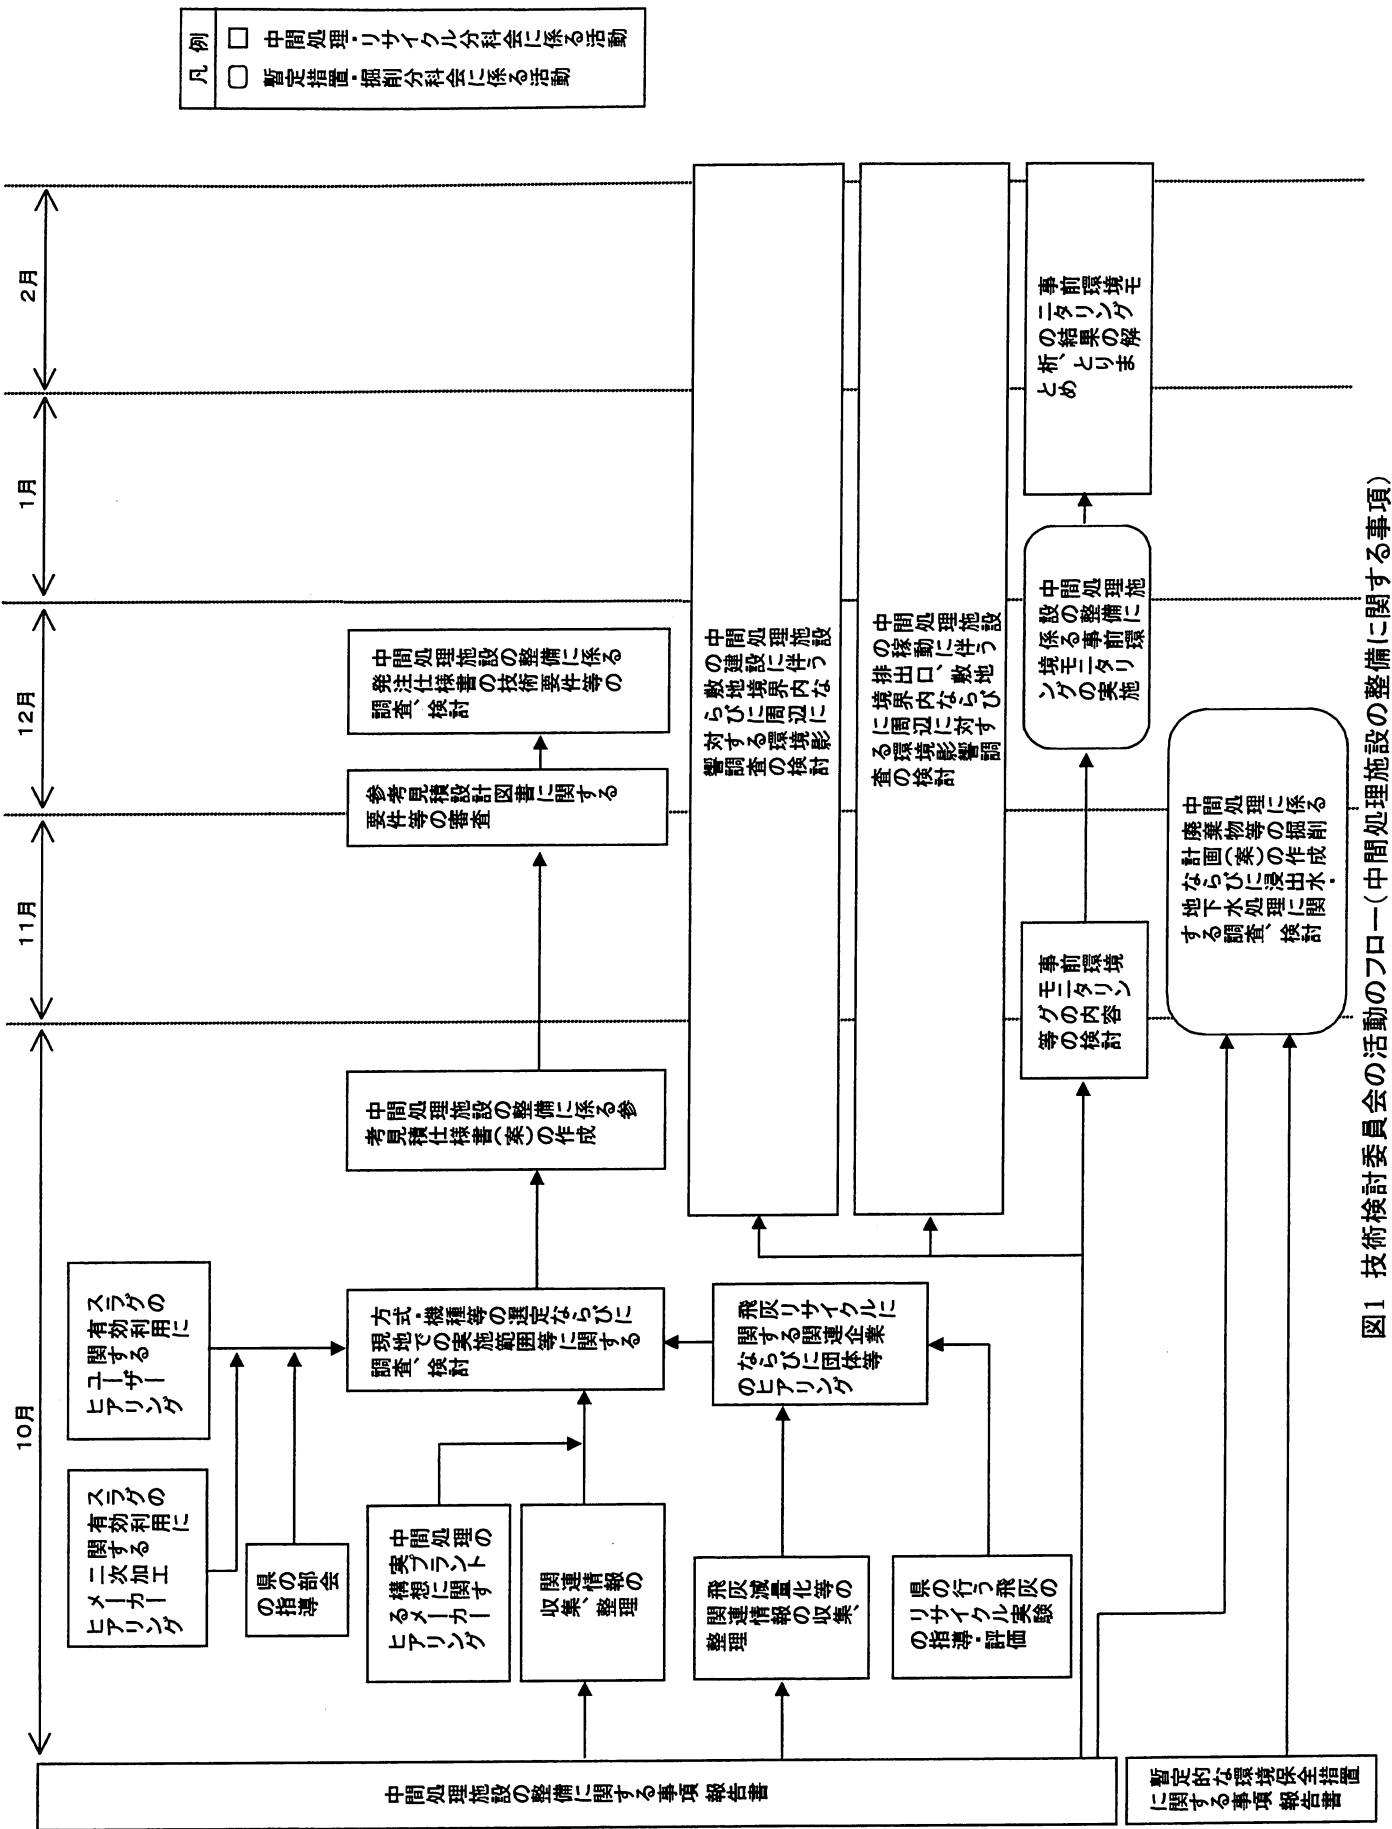 凡 例
中間処理・リサイクル分科会に係る活動
暫定措置・掘削分科会に係る活動
10月
11月
12月
1月
2月
中間処理施設の整備に関する事項 報告書
暫定的な環境保全措置
に関する事項 報告書
スラグの
有効利用に
関する
二次加工
メーカー
ヒアリング
スラグの
有効利用に
関する
ユーザー
ヒアリング
県の部会
の指導
中間処理の
実プラント
構想に関す
るメーカー
ヒアリング
関連情報の
収集、整理
方式・機種等の選定ならびに
現地での実施範囲等に関する
調査、検討
中間処理施設の整備に係る参
考見積仕様書(案)の作成
参考見積設計図書に関する
要件等の審査
中間処理施設の整備に係る
発注仕様書の技術要件等の
調査、検討
飛灰減量化等の
関連情報の収集、
整理
飛灰リサイクルに
関する関連企業
ならびに団体等
のヒアリング
県の行う飛灰の
リサイクル実験
の指導・評価
中間処理施設
の建設に伴う
敷地境界内な
らびに周辺に
対する環境影
響調査の検討
中間処理施設
の稼動に伴う
排出口、敷地
境界内ならび
に周辺に対す
る環境影響調
査の検討
事前環境
モニタリン
グの内容
等の検討
中間処理施
設の整備に
係る事前環
境モニタリ
ングの実施
事前環境モ
ニタリング
の結果の解
析、とりま
とめ
中間処理に係る
廃棄物等の掘削
計画(案)の作成
ならびに浸出水・
地下水処理に関
する調査、検討
図1 技術検討委員会の活動のフロー(中間処理施設の整備に関する事項)